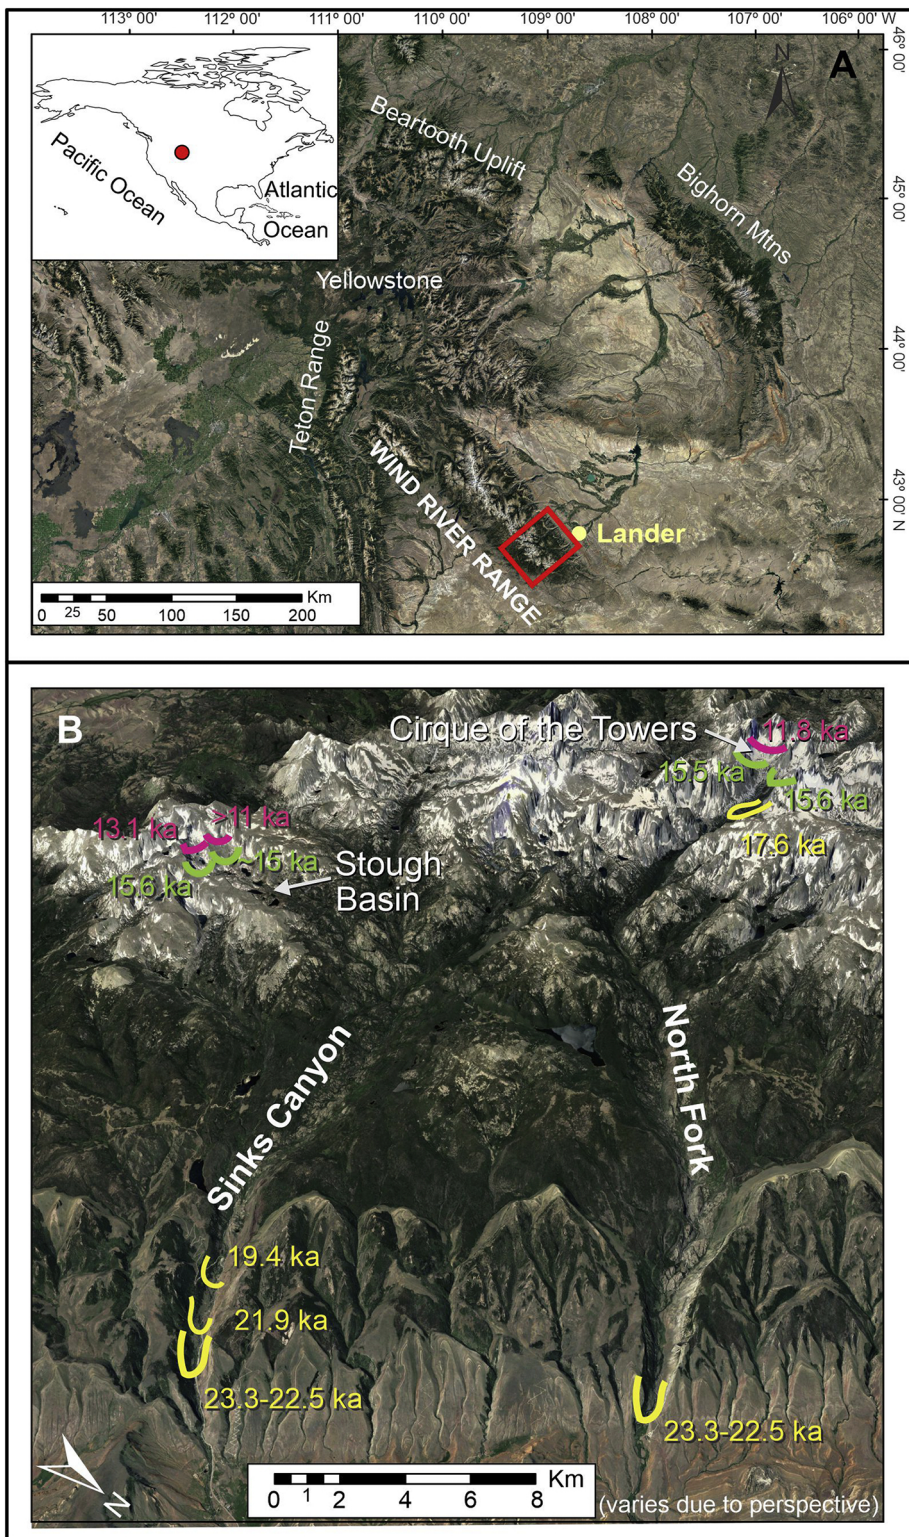 113° 00'
112° 00'
111° 00'
110° 00'
109° 00'
108° 00'
107° 00'
106° 00' W
46° 00'
45° 00'
44° 00'
43° 00' N
A
N
Pacific Ocean
Atlantic
Ocean
Beartooth Uplift
Bighorn Mtns
Yellowstone
Teton Range
WIND RIVER RANGE
Lander
0 25 50 100 150 200 Km
B
Cirque of the Towers
11.8 ka
15.5 ka
15.6 ka
17.6 ka
13.1 ka
>11 ka
15.6 ka
~15 ka
Stough
Basin
Sinks Canyon
North Fork
19.4 ka
21.9 ka
23.3-22.5 ka
23.3-22.5 ka
N
0 1 2 4 6 8 Km
(varies due to perspective)